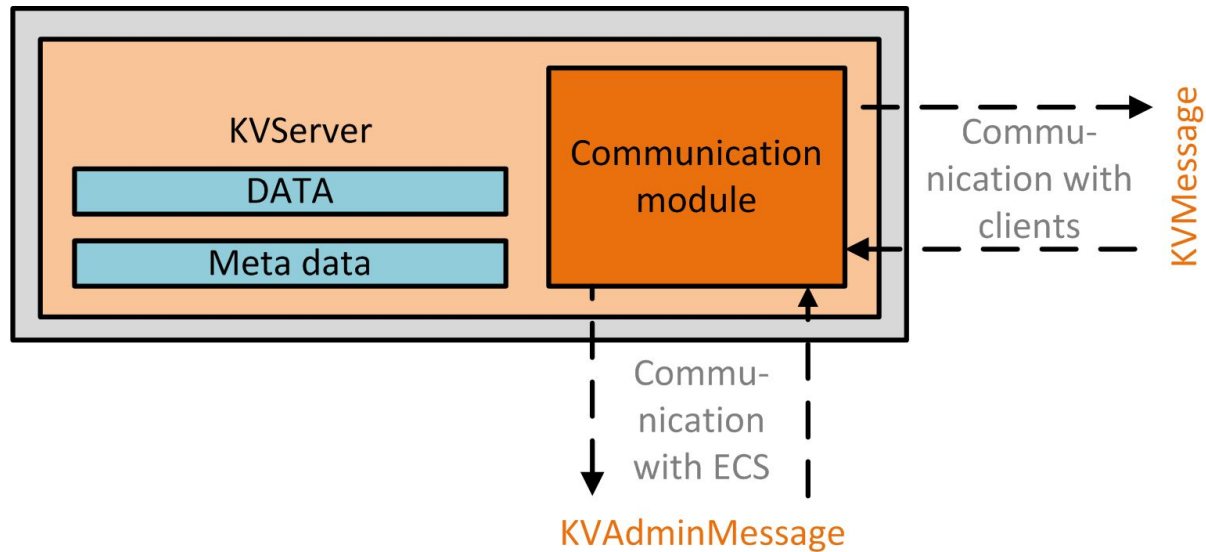 KVServer
DATA
Meta data
Communication
module
Commu-
nication with
clients
KVMessage
Commu-
nication
with ECS
KVAdminMessage